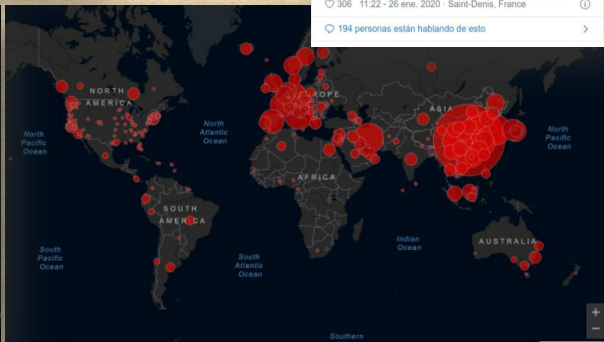 306 11:22 - 26 ene. 2020 · Saint-Denis, France
194 personas están hablando de esto
NORTH
AMERICA
EUROPE
ASIA
North
Pacific
Ocean
North
Atlantic
Ocean
North
Pacific
Ocean
AFRICA
SOUTH
AMERICA
Indian
Ocean
AUSTRALIA
South
Pacific
Ocean
South
Atlantic
Ocean
Southern
+
−